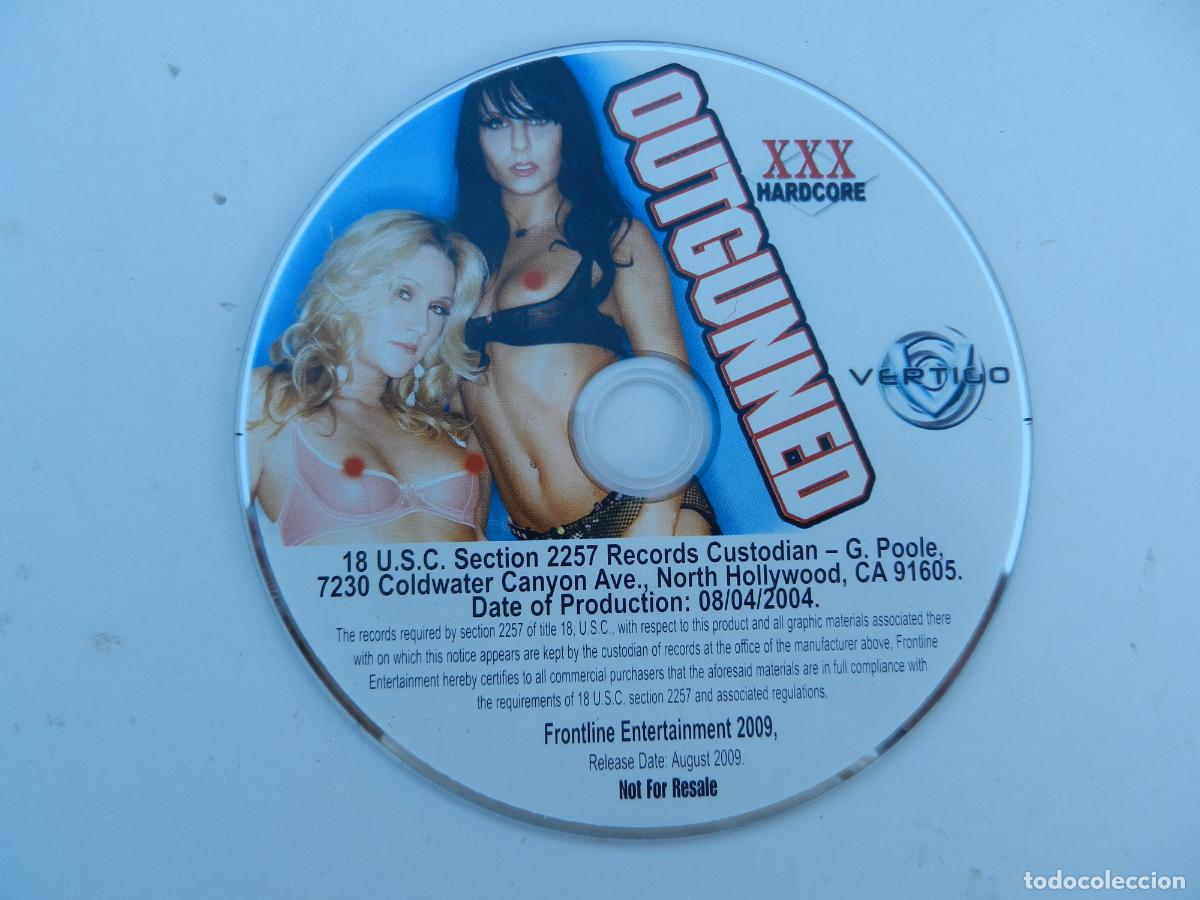 OUTGUNNED
XXX
HARDCORE
VERTIGO
18 U.S.C. Section 2257 Records Custodian – G. Poole,
7230 Coldwater Canyon Ave., North Hollywood, CA 91605.
Date of Production: 08/04/2004.
The records required by section 2257 of title 18, U.S.C., with respect to this product and all graphic materials associated there
with on which this notice appears are kept by the custodian of records at the office of the manufacturer above, Frontline
Entertainment hereby certifies to all commercial purchasers that the aforesaid materials are in full compliance with
the requirements of 18 U.S.C. section 2257 and associated regulations.
Frontline Entertainment 2009,
Release Date: August 2009.
Not For Resale
todocoleccion